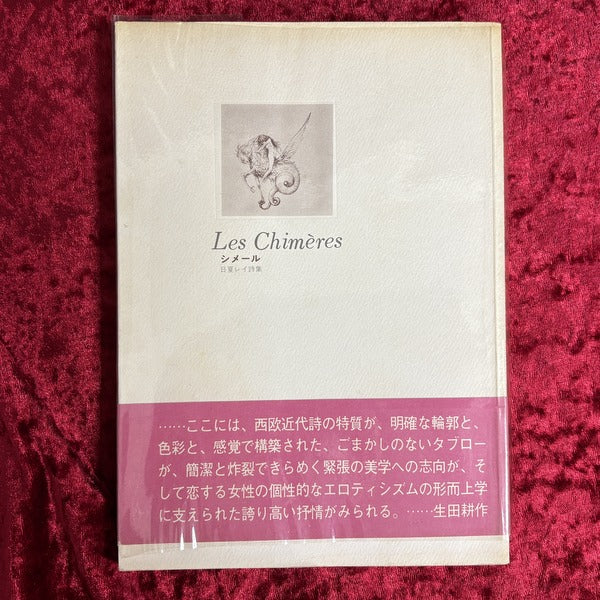 Les Chimères
シメール
日夏レイ詩集
……ここには、西欧近代詩の特質が、明確な輪郭と、
色彩と、感覚で構築された、ごまかしのないタブロー
が、簡潔と炸裂できらめく緊張の美学への志向が、そ
して恋する女性の個性的なエロティシズムの形而上学
に支えられた誇り高い抒情がみられる。……生田耕作